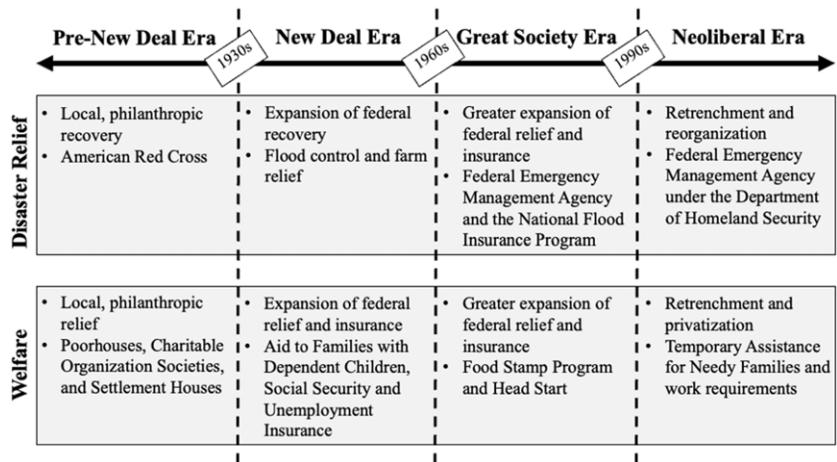 Pre-New Deal Era
New Deal Era
Great Society Era
Neoliberal Era
1930s
1960s
1990s
Disaster Relief
• Local, philanthropic
recovery
• American Red Cross
• Expansion of federal
recovery
• Flood control and farm
relief
• Greater expansion of
federal relief and
insurance
• Federal Emergency
Management Agency
and the National Flood
Insurance Program
• Retrenchment and
reorganization
• Federal Emergency
Management Agency
under the Department
of Homeland Security
Welfare
• Local, philanthropic
relief
• Poorhouses, Charitable
Organization Societies,
and Settlement Houses
• Expansion of federal
relief and insurance
• Aid to Families with
Dependent Children,
Social Security and
Unemployment
Insurance
• Greater expansion of
federal relief and
insurance
• Food Stamp Program
and Head Start
• Retrenchment and
privatization
• Temporary Assistance
for Needy Families and
work requirements